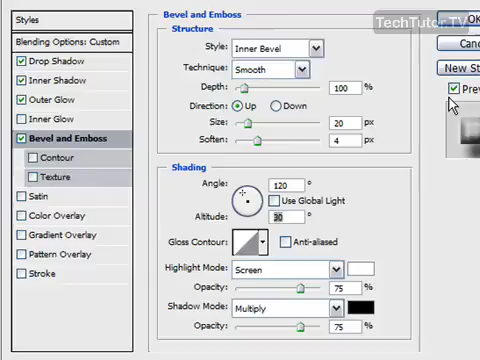 TechTutor.TV
Styles
Blending Options: Custom
Drop Shadow
Inner Shadow
Outer Glow
Inner Glow
Bevel and Emboss
Contour
Texture
Satin
Color Overlay
Gradient Overlay
Pattern Overlay
Stroke
Bevel and Emboss
Structure
Style: Inner Bevel
Technique: Smooth
Depth: 100 %
Direction: Up Down
Size: 20 px
Soften: 4 px
Shading
Angle: 120 °
Use Global Light
Altitude: 30 °
Gloss Contour: Anti-aliased
Highlight Mode: Screen
Opacity: 75 %
Shadow Mode: Multiply
Opacity: 75 %
OK
Canc
New St
Prev